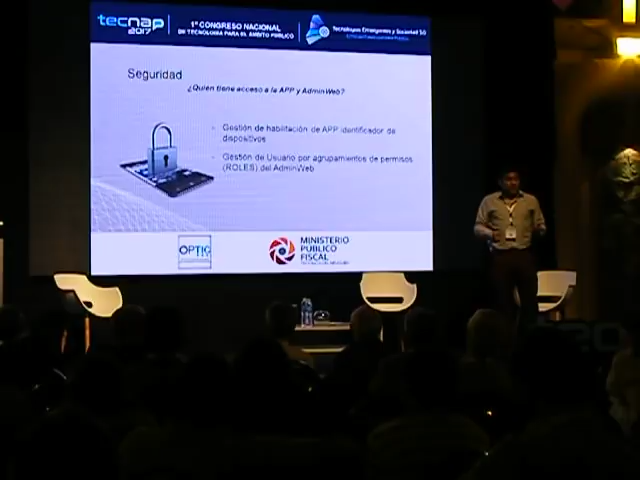 tecnap
2017
1º CONGRESO NACIONAL
DE TECNOLOGÍA PARA EL ÁMBITO PÚBLICO
Tecnologías Emergentes y Sociedad 5.0
Seguridad
¿Quien tiene acceso a la APP y AdminWeb?
- Gestión de habilitación de APP identificador de
dispositivos
- Gestión de Usuario por agrupamientos de permisos
(ROLES) del AdminWeb
OPTIC
MINISTERIO
PÚBLICO
FISCAL